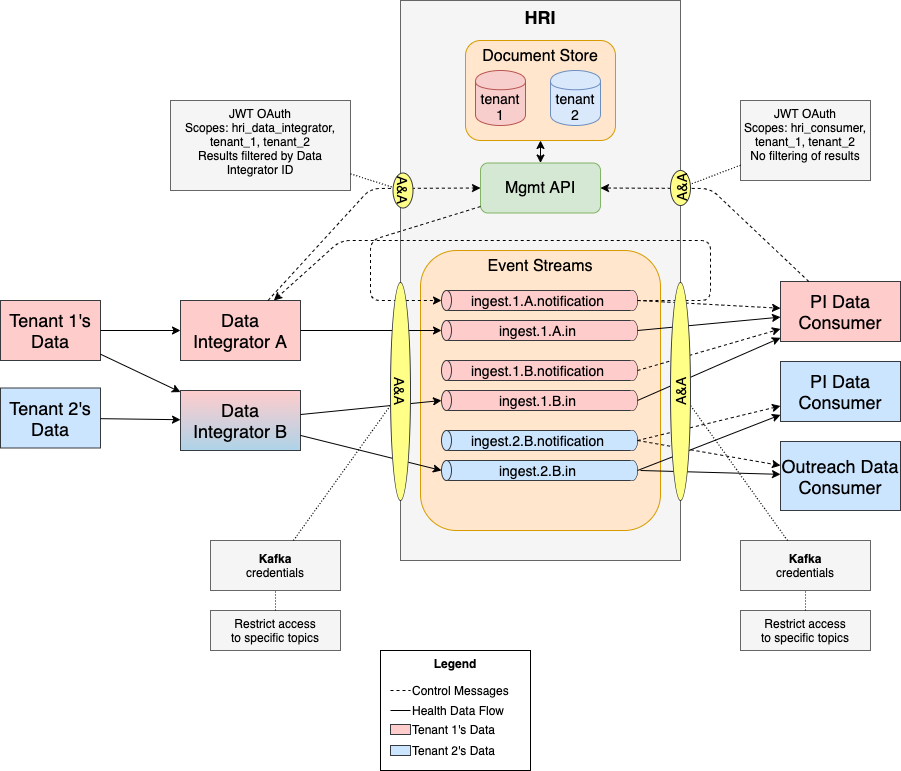 HRI
Document Store
tenant
1
tenant
2
JWT OAuth
Scopes: hri_data_integrator,
tenant_1, tenant_2
Results filtered by Data
Integrator ID
JWT OAuth
Scopes: hri_consumer,
tenant_1, tenant_2
No filtering of results
A&A
Mgmt API
A&A
Event Streams
ingest.1.A.notification
ingest.1.A.in
ingest.1.B.notification
ingest.1.B.in
ingest.2.B.notification
ingest.2.B.in
A&A
A&A
Tenant 1's
Data
Data
Integrator A
Tenant 2's
Data
Data
Integrator B
PI Data
Consumer
PI Data
Consumer
Outreach Data
Consumer
Kafka
credentials
Restrict access
to specific topics
Kafka
credentials
Restrict access
to specific topics
Legend
Control Messages
Health Data Flow
Tenant 1's Data
Tenant 2's Data